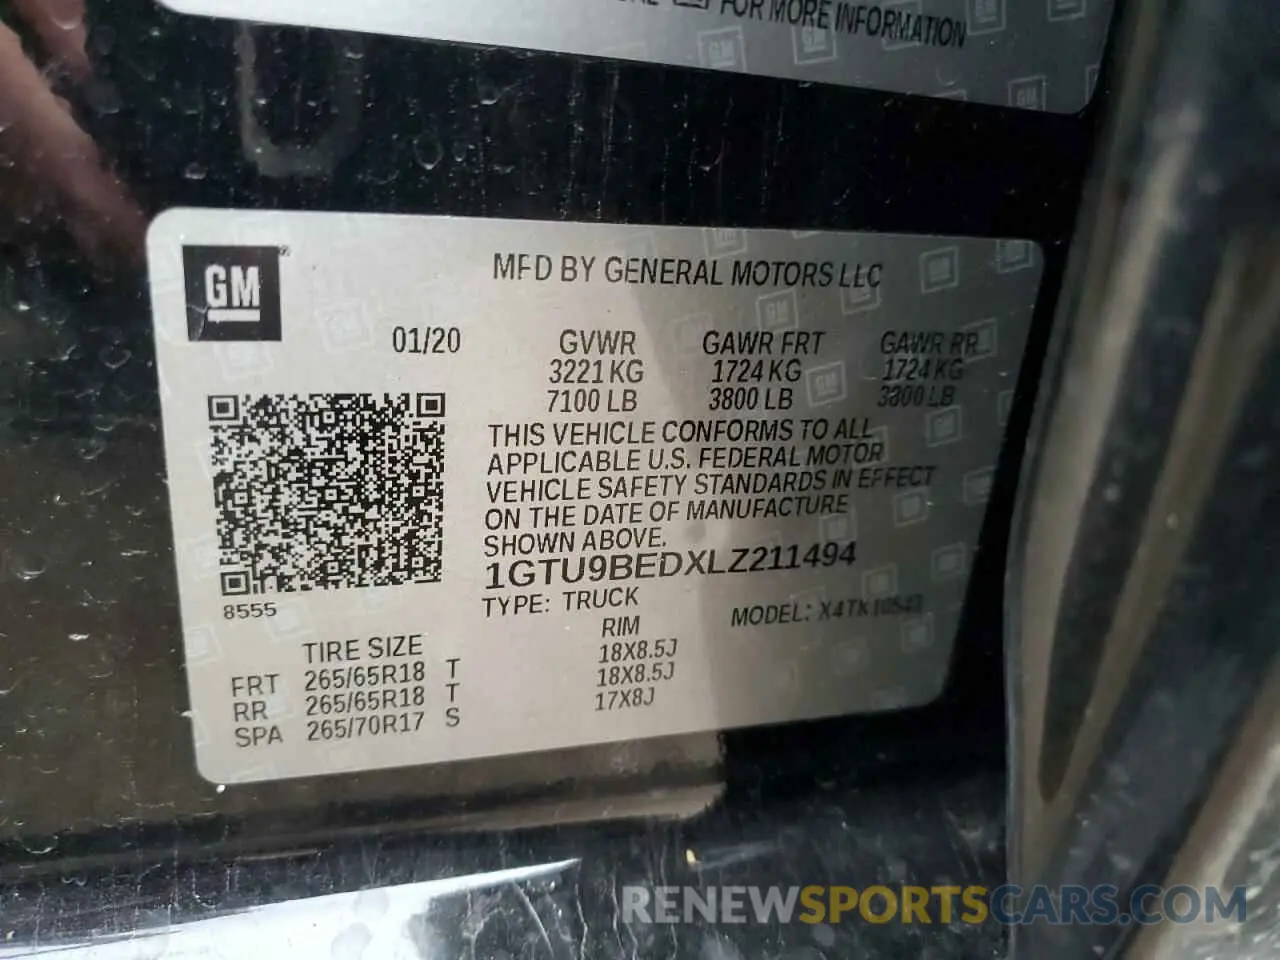 FOR MORE INFORMATION
GM
MFD BY GENERAL MOTORS LLC
01/20 GVWR GAWR FRT GAWR RR
3221 KG 1724 KG 1724 KG
7100 LB 3800 LB 3800 LB
THIS VEHICLE CONFORMS TO ALL
APPLICABLE U.S. FEDERAL MOTOR
VEHICLE SAFETY STANDARDS IN EFFECT
ON THE DATE OF MANUFACTURE
SHOWN ABOVE.
1GTU9BEDXLZ211494
8555
TYPE: TRUCK MODEL: X4TK10543
TIRE SIZE RIM
FRT 265/65R18 T 18X8.5J
RR 265/65R18 T 18X8.5J
SPA 265/70R17 S 17X8J
RENEWSPORTSCARS.COM